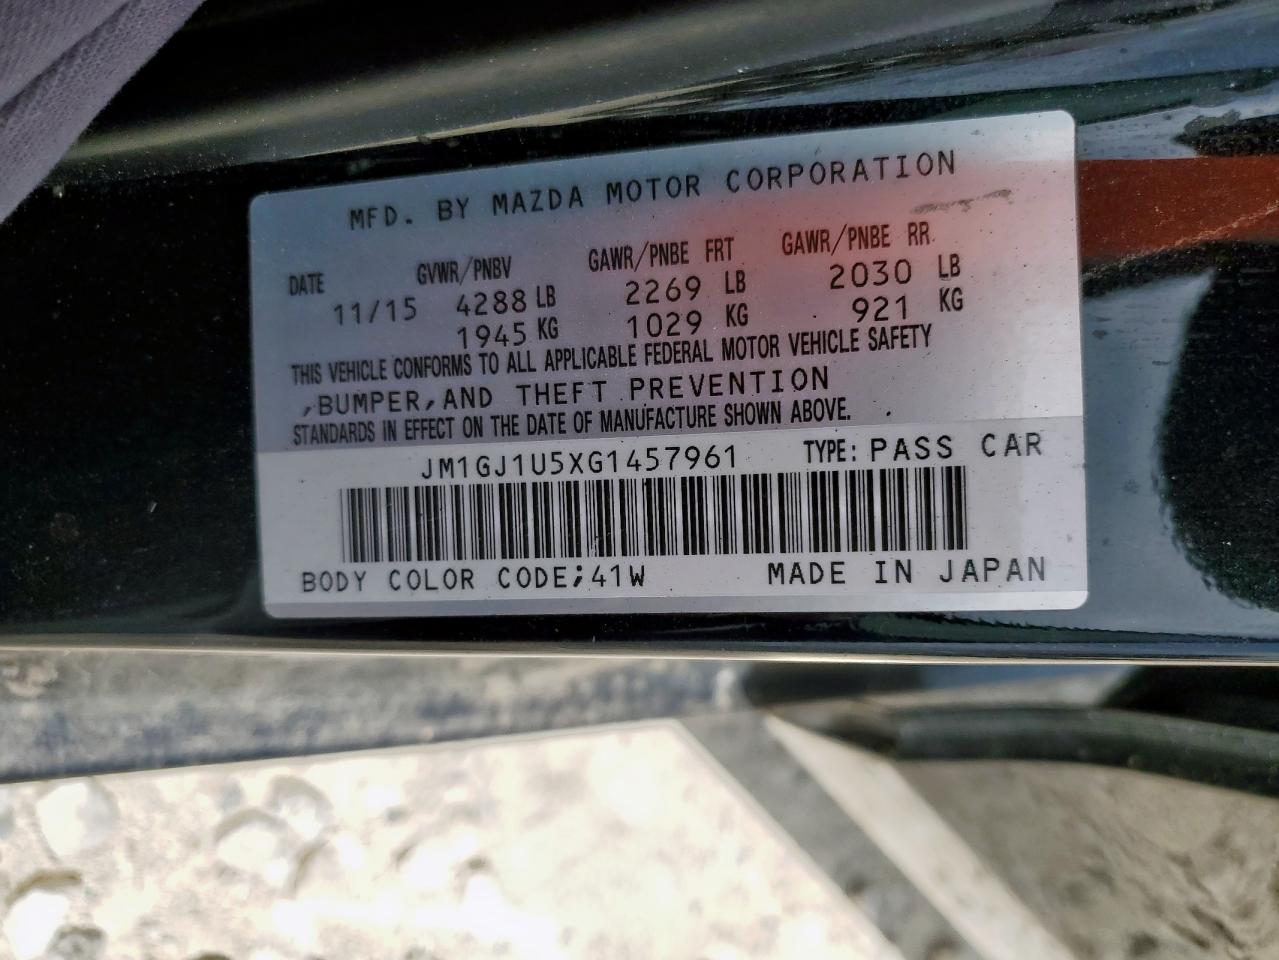 MFD. BY MAZDA MOTOR CORPORATION
DATE GVWR/PNBV GAWR/PNBE FRT GAWR/PNBE RR
11/15 4288 LB 2269 LB 2030 LB
1945 KG 1029 KG 921 KG
THIS VEHICLE CONFORMS TO ALL APPLICABLE FEDERAL MOTOR VEHICLE SAFETY
,BUMPER,AND THEFT PREVENTION
STANDARDS IN EFFECT ON THE DATE OF MANUFACTURE SHOWN ABOVE.
JM1GJ1U5XG1457961 TYPE: PASS CAR
BODY COLOR CODE;41W MADE IN JAPAN